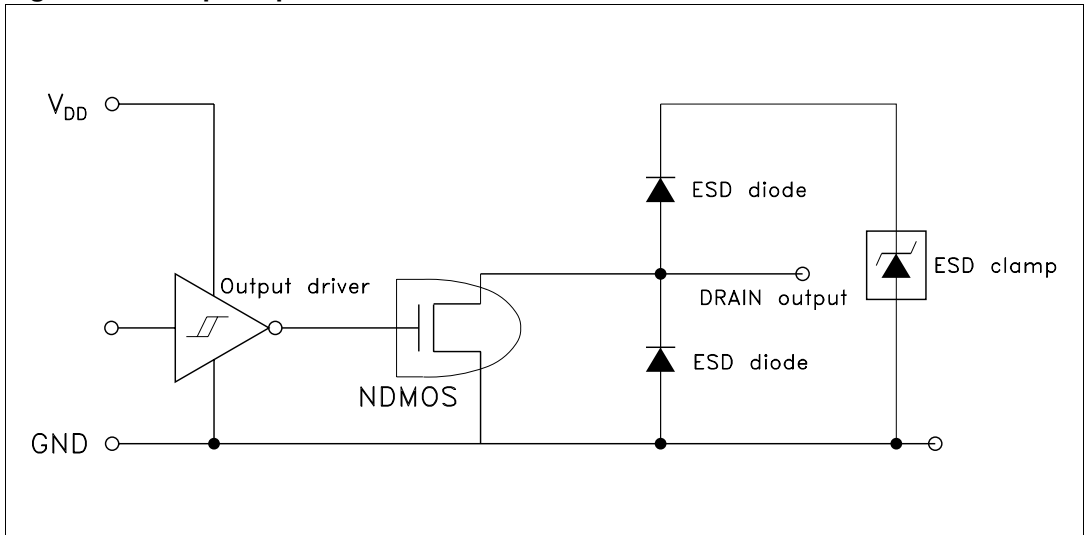 V_DD
ESD diode
Output driver
ESD clamp
DRAIN output
ESD diode
NDMOS
GND